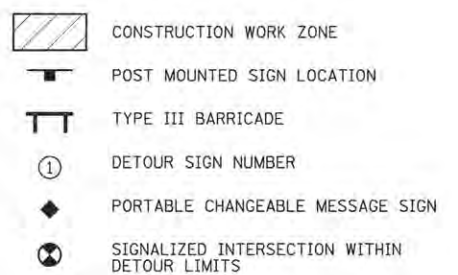 CONSTRUCTION WORK ZONE
POST MOUNTED SIGN LOCATION
TYPE III BARRICADE
1 DETOUR SIGN NUMBER
PORTABLE CHANGEABLE MESSAGE SIGN
SIGNALIZED INTERSECTION WITHIN
DETOUR LIMITS